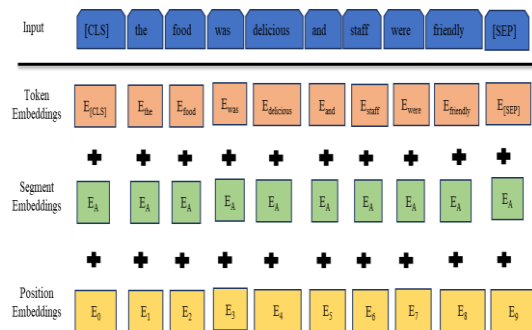 Input [CLS] the food was delicious and staff were friendly [SEP]
Token
Embeddings
E[CLS] Ethe Efood Ewas Edelicious Eand Estaff Ewere Efriendly E[SEP]
+ + + + + + + + + +
Segment
Embeddings
EA EA EA EA EA EA EA EA EA EA
+ + + + + + + + + +
Position
Embeddings
E0 E1 E2 E3 E4 E5 E6 E7 E8 E9